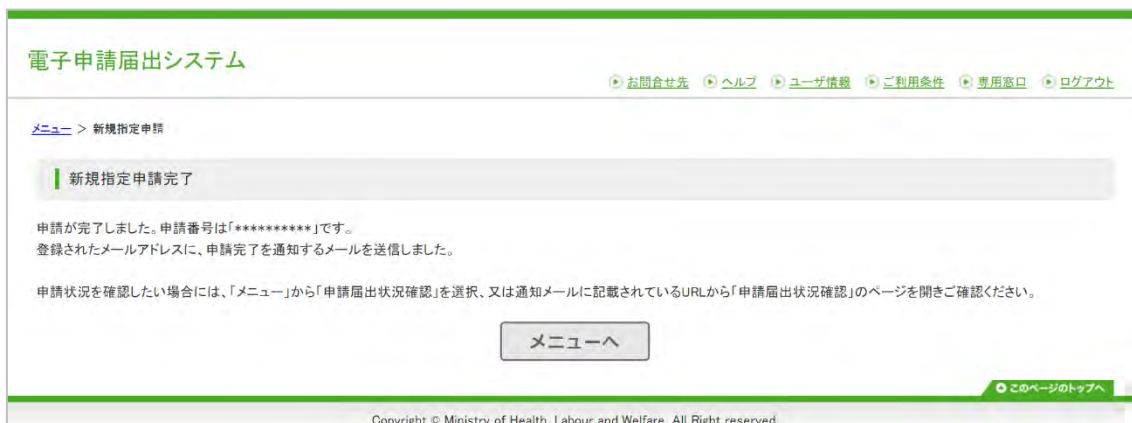 電子申請届出システム
お問合せ先 ヘルプ ユーザ情報 ご利用条件 専用窓口 ログアウト
メニュー > 新規指定申請
新規指定申請完了
申請が完了しました。申請番号は「**********」です。
登録されたメールアドレスに、申請完了を通知するメールを送信しました。
申請状況を確認したい場合には、「メニュー」から「申請届出状況確認」を選択、又は通知メールに記載されているURLから「申請届出状況確認」のページを開きご確認ください。
メニューへ
このページのトップへ
Copyright © Ministry of Health, Labour and Welfare, All Right reserved.